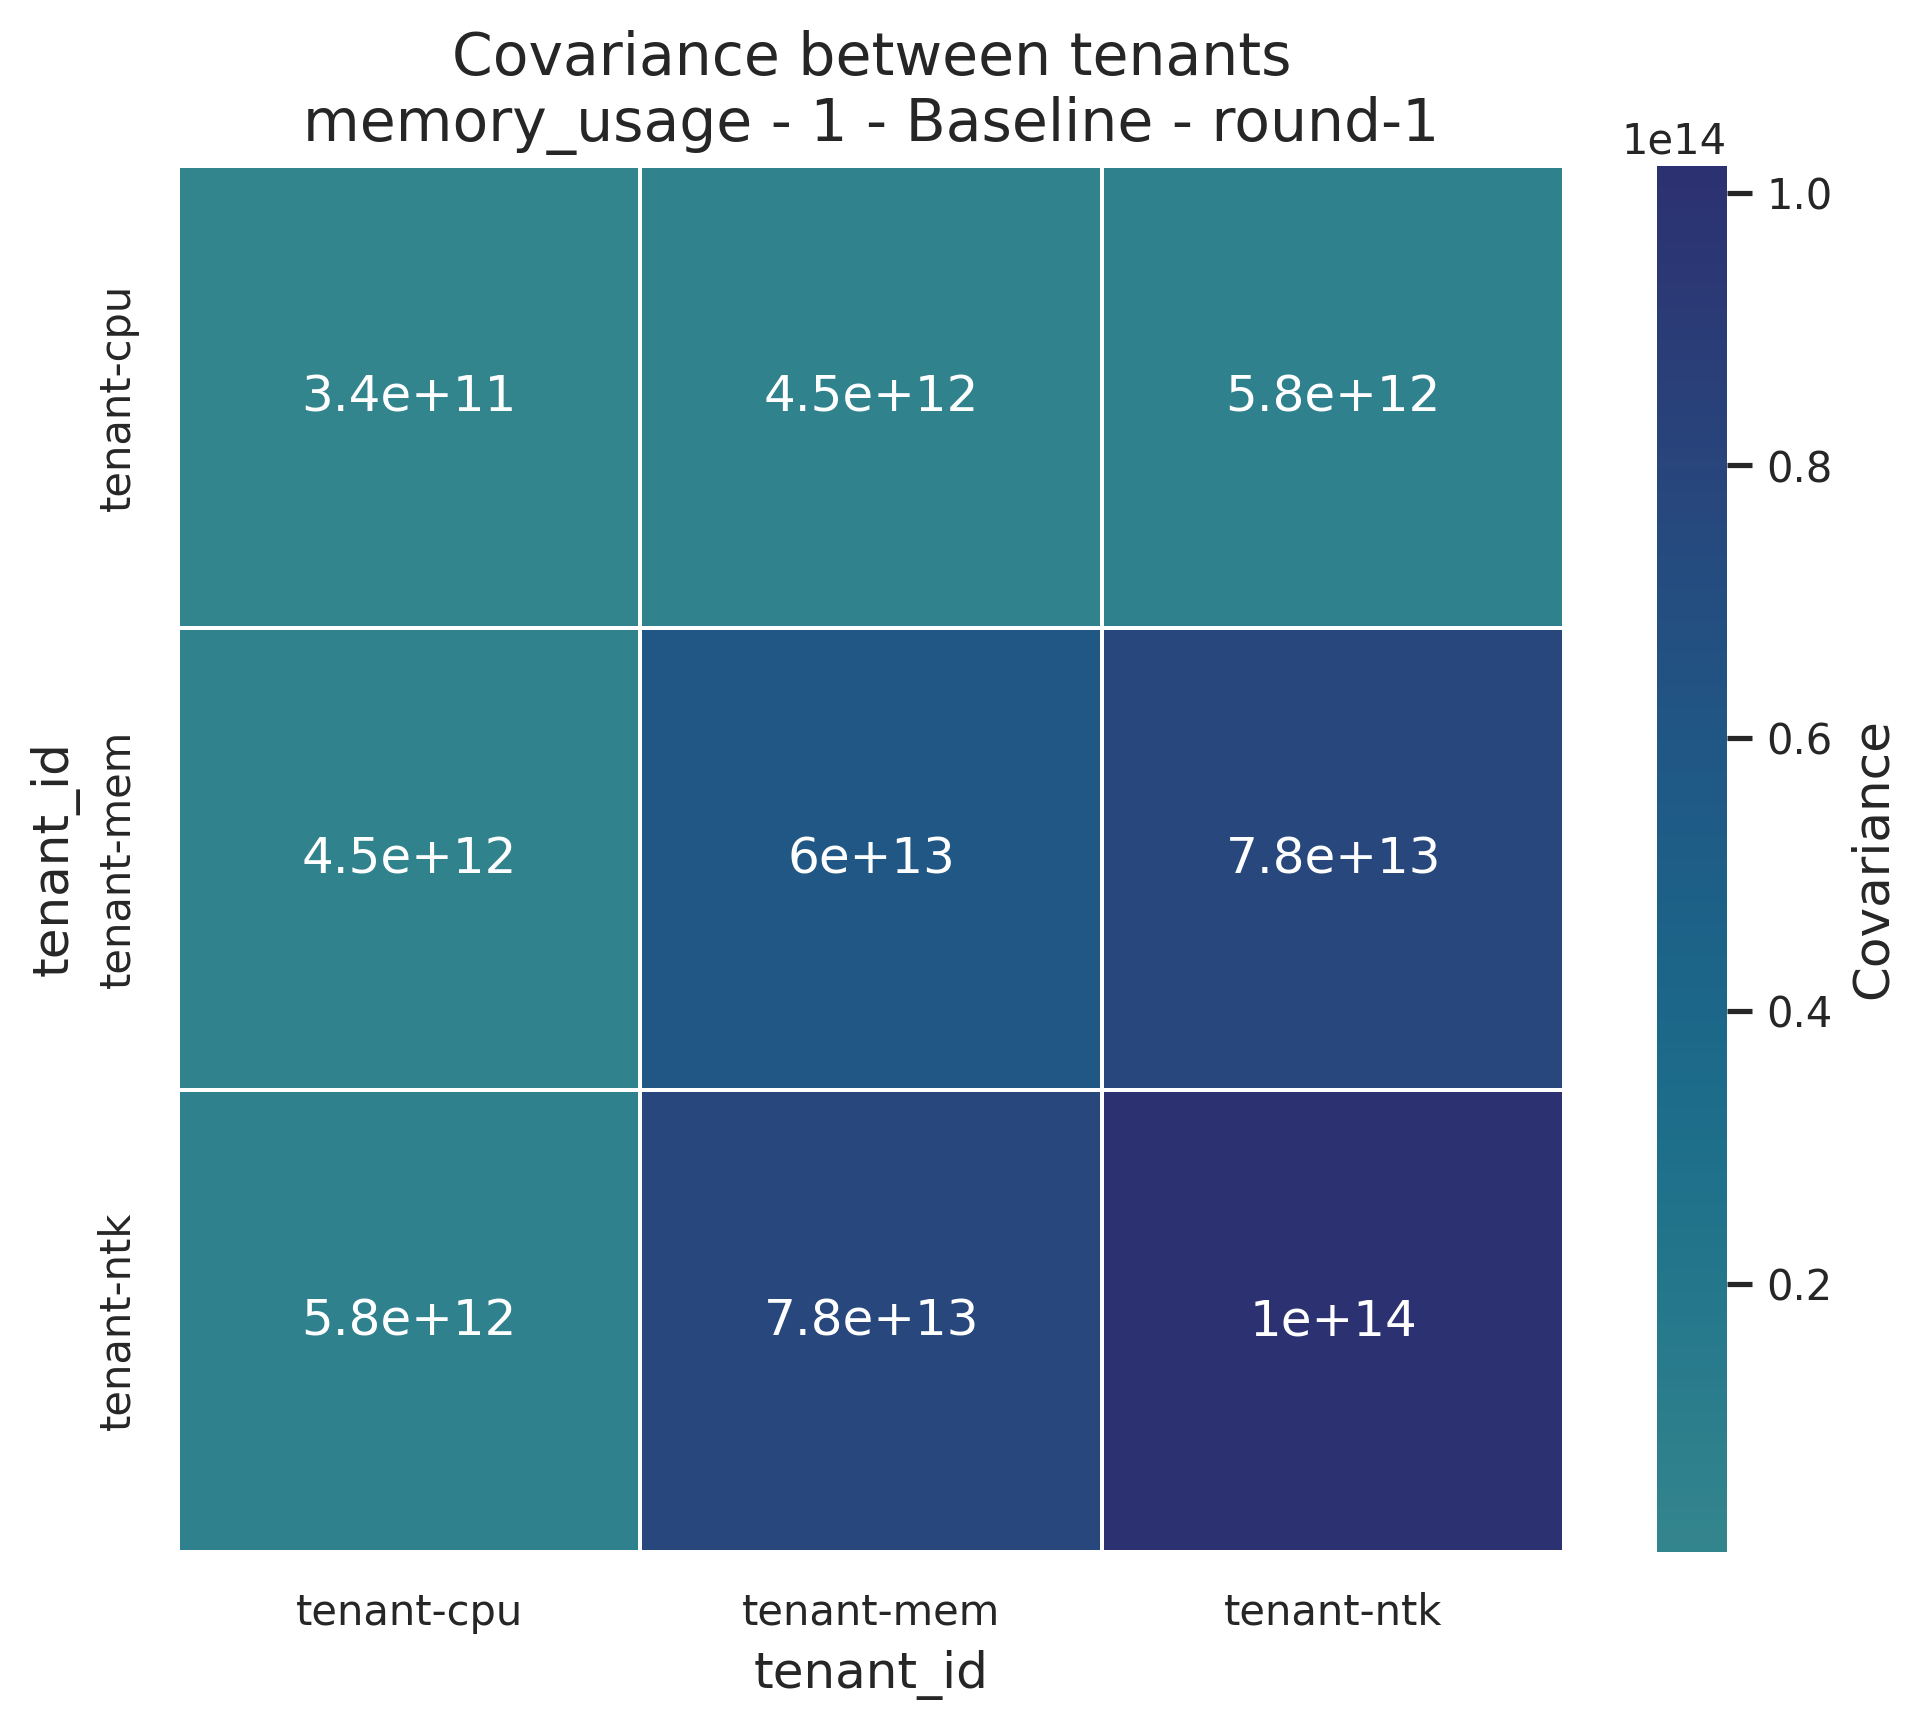 Covariance between tenants
memory_usage - 1 - Baseline - round-1
1e14
1.0
0.8
0.6
0.4
0.2
Covariance
tenant_id
tenant-cpu
3.4e+11 4.5e+12 5.8e+12
tenant-mem
4.5e+12 6e+13 7.8e+13
tenant-ntk
5.8e+12 7.8e+13 1e+14
tenant-cpu tenant-mem tenant-ntk
tenant_id